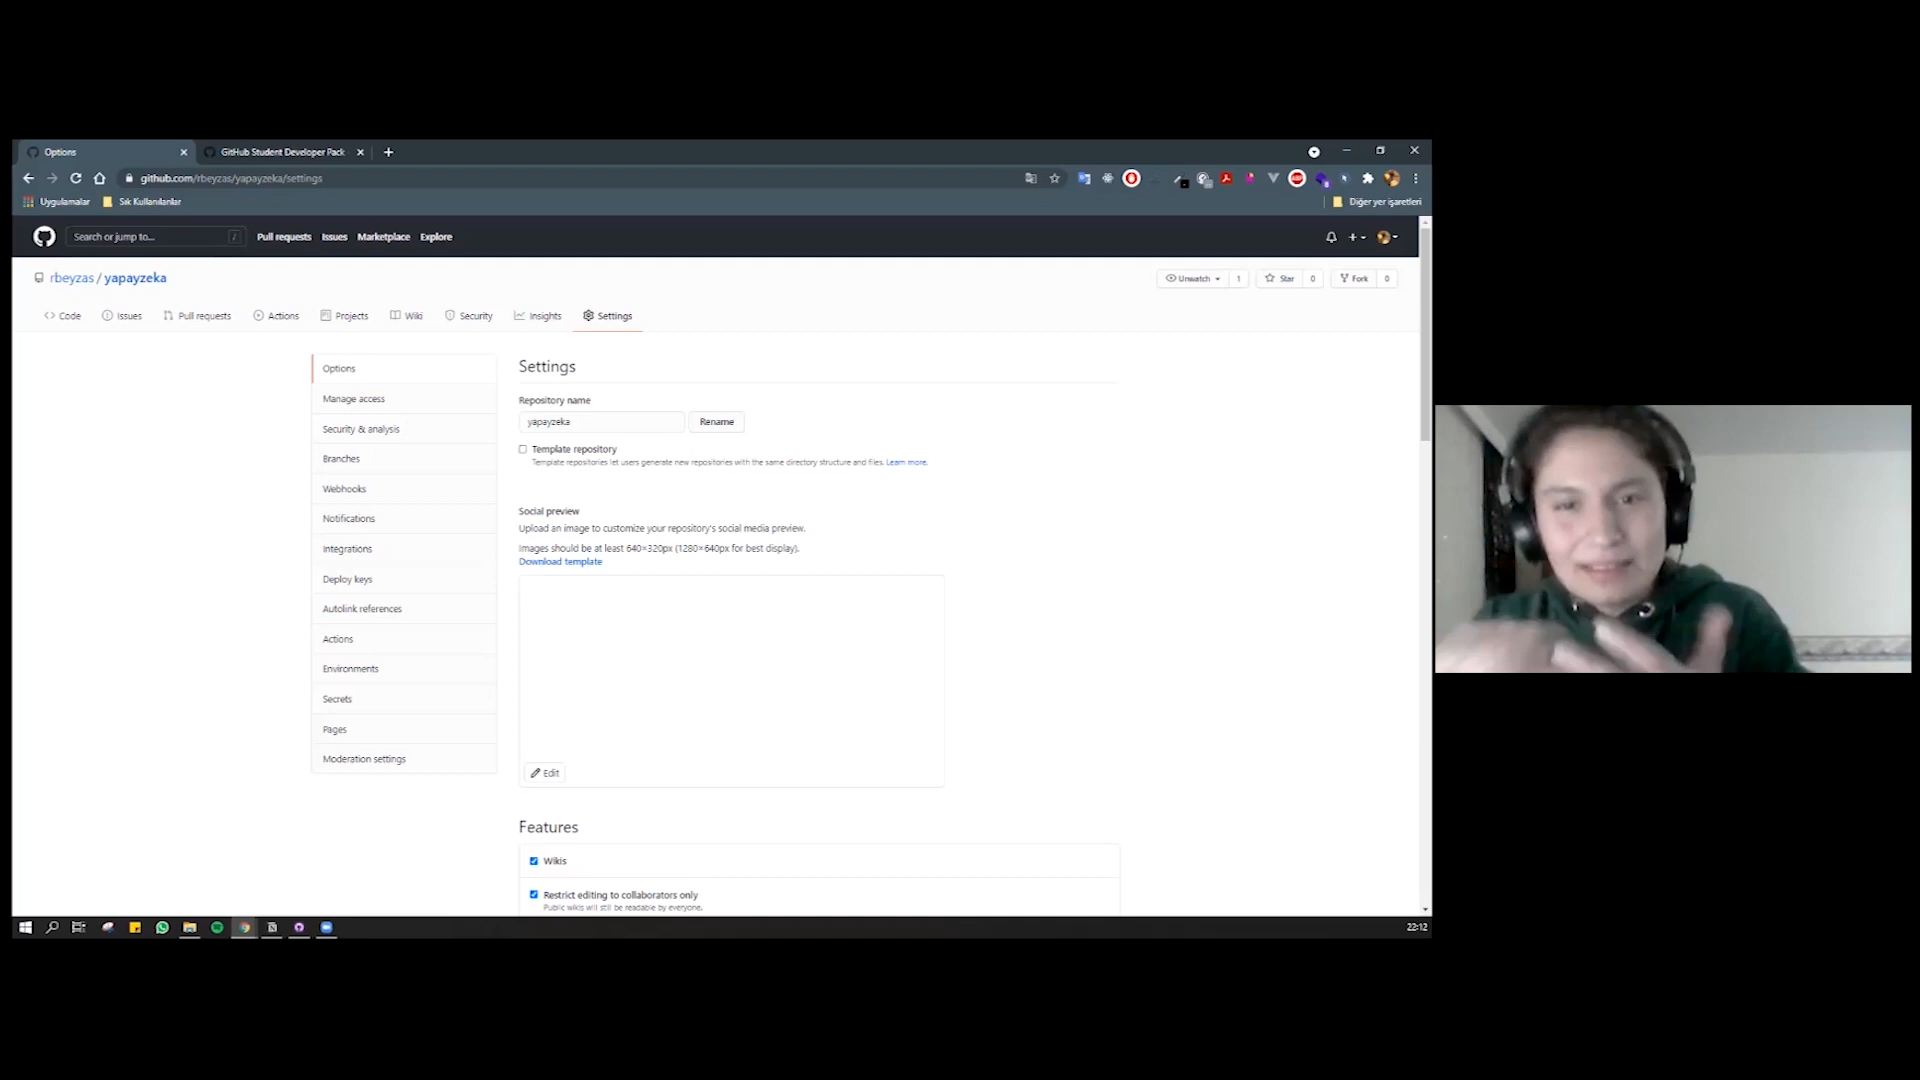 Options
GitHub Student Developer Pack
github.com/rbeyzas/yapayzeka/settings
Uygulamalar
Sık Kullanılanlar
Diğer yer işaretleri
Search or jump to...
/
Pull requests
Issues
Marketplace
Explore
rbeyzas / yapayzeka
Unwatch
1
Star
0
Fork
0
Code
Issues
Pull requests
Actions
Projects
Wiki
Security
Insights
Settings
Options
Manage access
Security & analysis
Branches
Webhooks
Notifications
Integrations
Deploy keys
Autolink references
Actions
Environments
Secrets
Pages
Moderation settings
Settings
Repository name
yapayzeka
Rename
Template repository
Template repositories let users generate new repositories with the same directory structure and files. Learn more.
Social preview
Upload an image to customize your repository's social media preview.
Images should be at least 640×320px (1280×640px for best display).
Download template
Edit
Features
Wikis
Restrict editing to collaborators only
Public wikis will still be readable by everyone.
22:12